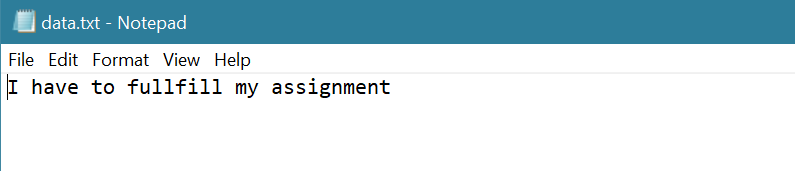 data.txt - Notepad
File Edit Format View Help
I have to fullfill my assignment